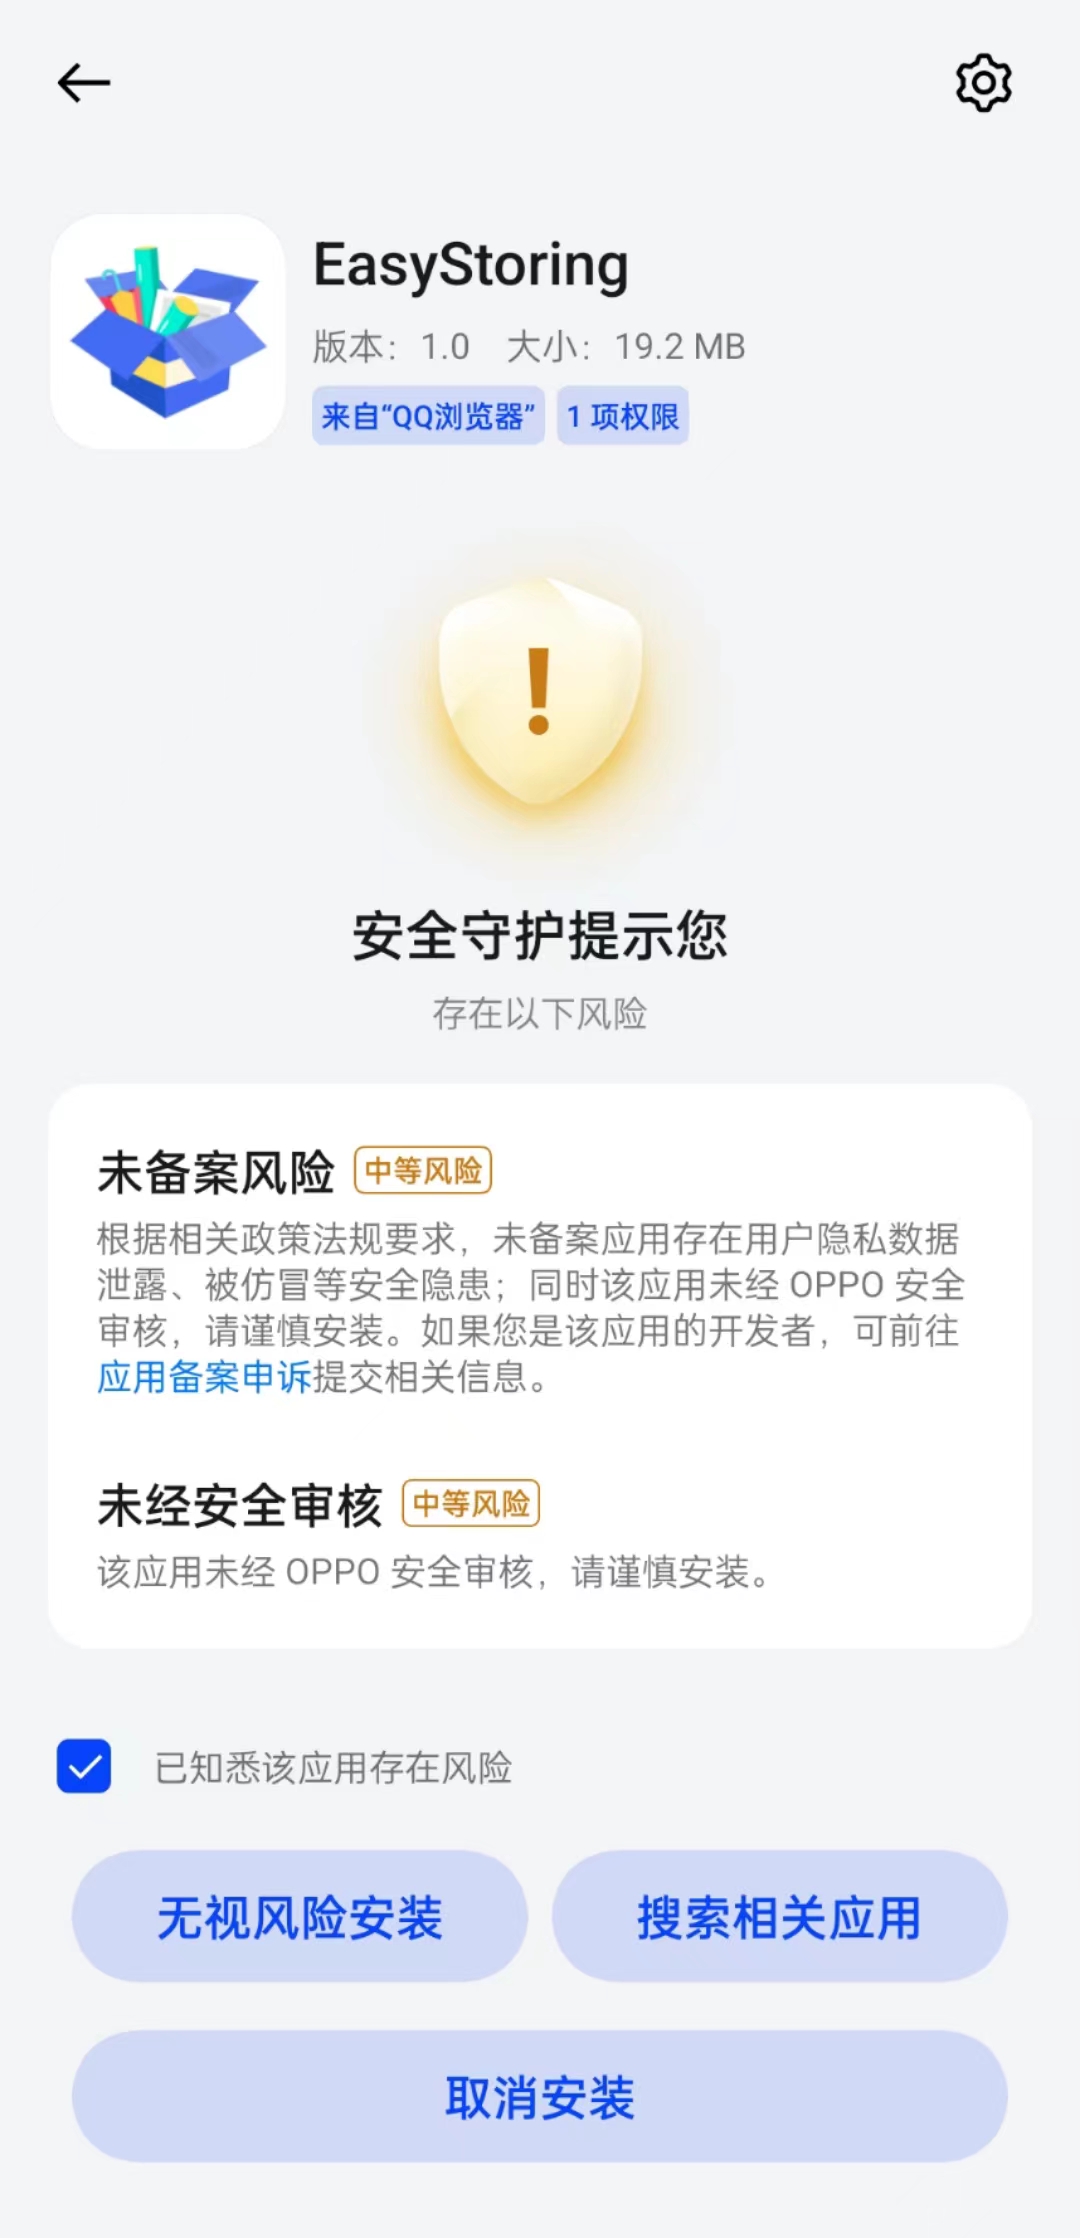 EasyStoring
版本：1.0 大小：19.2 MB
来自“QQ浏览器” 1 项权限
安全守护提示您
存在以下风险
未备案风险 中等风险
根据相关政策法规要求，未备案应用存在用户隐私数据
泄露、被仿冒等安全隐患；同时该应用未经 OPPO 安全
审核，请谨慎安装。如果您是该应用的开发者，可前往
应用备案申诉提交相关信息。
未经安全审核 中等风险
该应用未经 OPPO 安全审核，请谨慎安装。
已知悉该应用存在风险
无视风险安装 搜索相关应用
取消安装